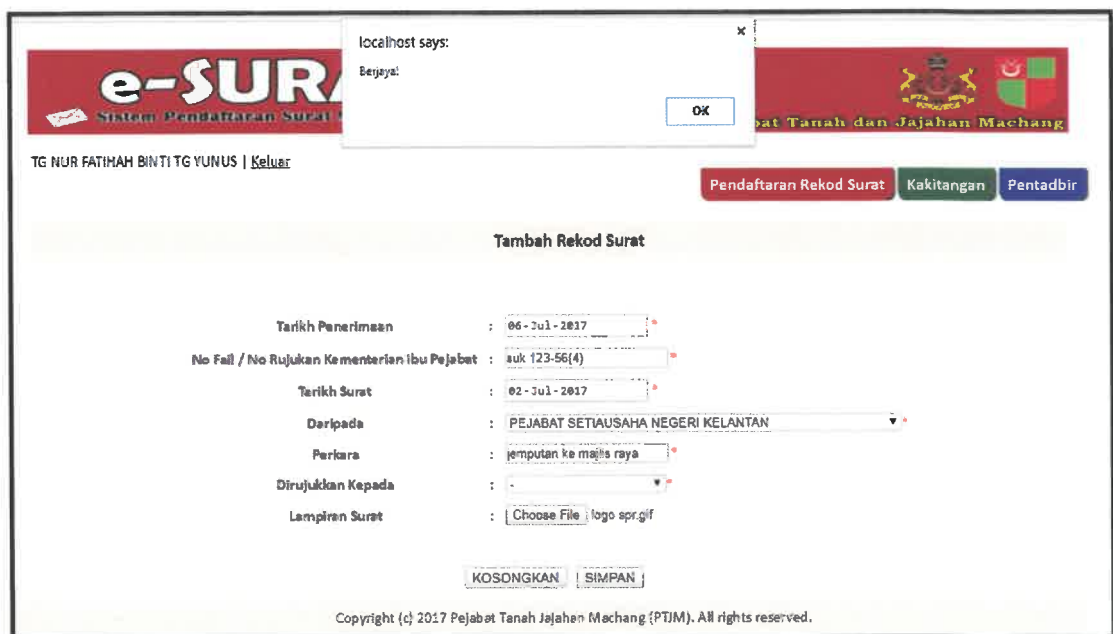 localhost says:
×
Berjaya!
OK
e-SURA
Sistem Pendaftaran Surat
bat Tanah dan Jajahan Machang
TG NUR FATIHAH BINTI TG YUNUS | Keluar
Pendaftaran Rekod Surat
Kakitangan
Pentadbir
Tambah Rekod Surat
Tarikh Penerimaan : 06-Jul-2017 *
No Fail / No Rujukan Kementerian Ibu Pejabat : suk 123-56(4) *
Tarikh Surat : 02-Jul-2017 *
Daripada : PEJABAT SETIAUSAHA NEGERI KELANTAN *
Perkara : jemputan ke majlis raya *
Dirujukkan Kepada : - *
Lampiran Surat : Choose File logo spr.gif
KOSONGKAN SIMPAN
Copyright (c) 2017 Pejabat Tanah Jajahan Machang (PTJM). All rights reserved.